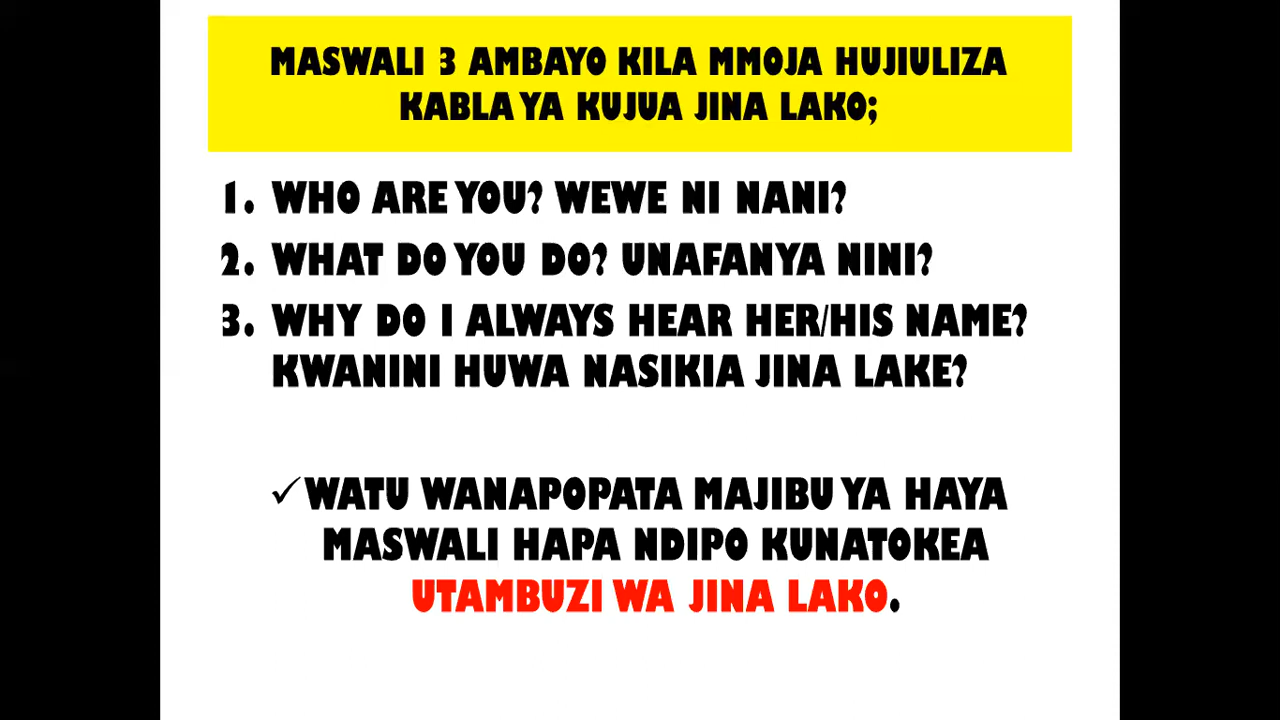 MASWALI 3 AMBAYO KILA MMOJA HUJIULIZA
KABLA YA KUJUA JINA LAKO;
1. WHO ARE YOU? WEWE NI NANI?
2. WHAT DO YOU DO? UNAFANYA NINI?
3. WHY DO I ALWAYS HEAR HER/HIS NAME?
KWANINI HUWA NASIKIA JINA LAKE?
✓WATU WANAPOPATA MAJIBU YA HAYA
MASWALI HAPA NDIPO KUNATOKEA
UTAMBUZI WA JINA LAKO.